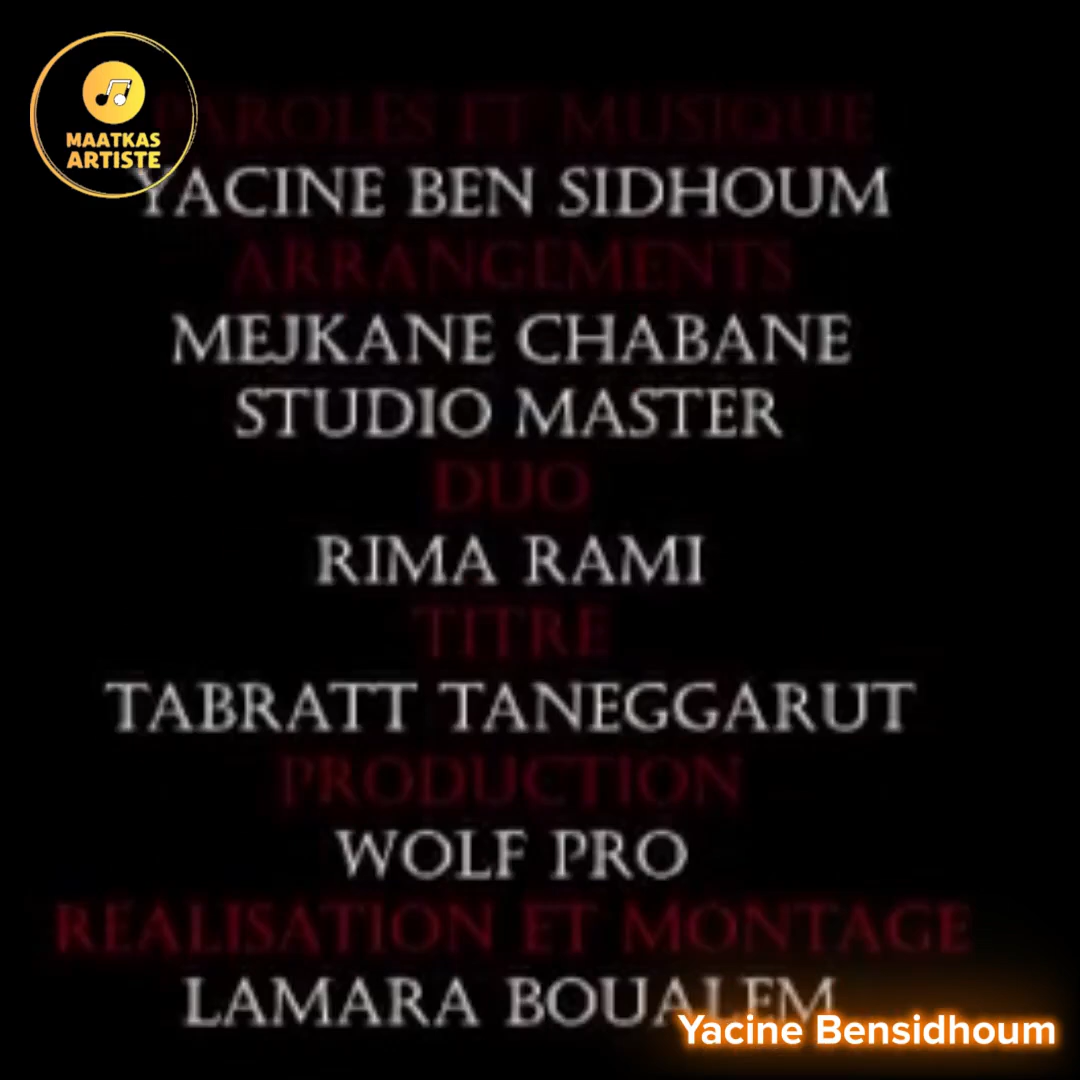 MAATKAS
ARTISTE
PAROLES ET MUSIQUE
YACINE BEN SIDHOUM
ARRANGEMENTS
MEJKANE CHABANE
STUDIO MASTER
DUO
RIMA RAMI
TITRE
TABRATT TANEGGARUT
PRODUCTION
WOLF PRO
REALISATION ET MONTAGE
LAMARA BOUALEM
Yacine Bensidhoum